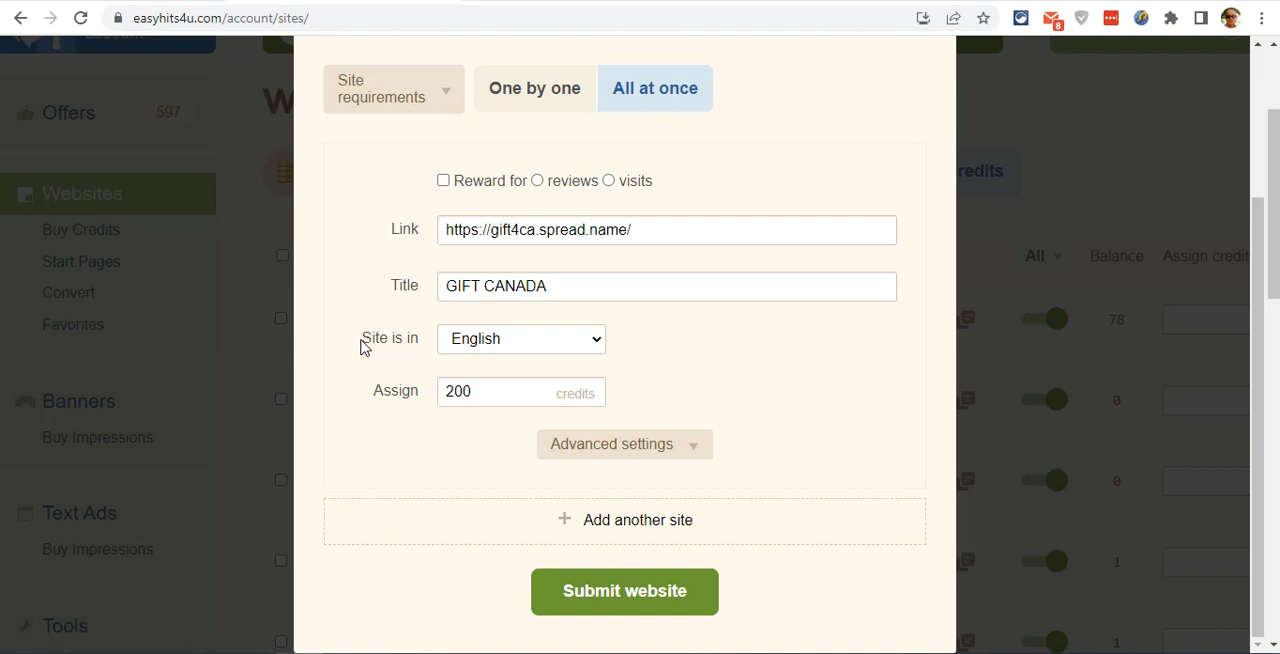 easyhits4u.com/account/sites/
8
Offers 597
Websites
Buy Credits
Start Pages
Convert
Favorites
Banners
Buy Impressions
Text Ads
Buy Impressions
Tools
Site
requirements
One by one
All at once
Reward for reviews visits
Link https://gift4ca.spread.name/
Title GIFT CANADA
Site is in English
Assign 200 credits
Advanced settings
+ Add another site
Submit website
All Balance
78
0
0
1
1